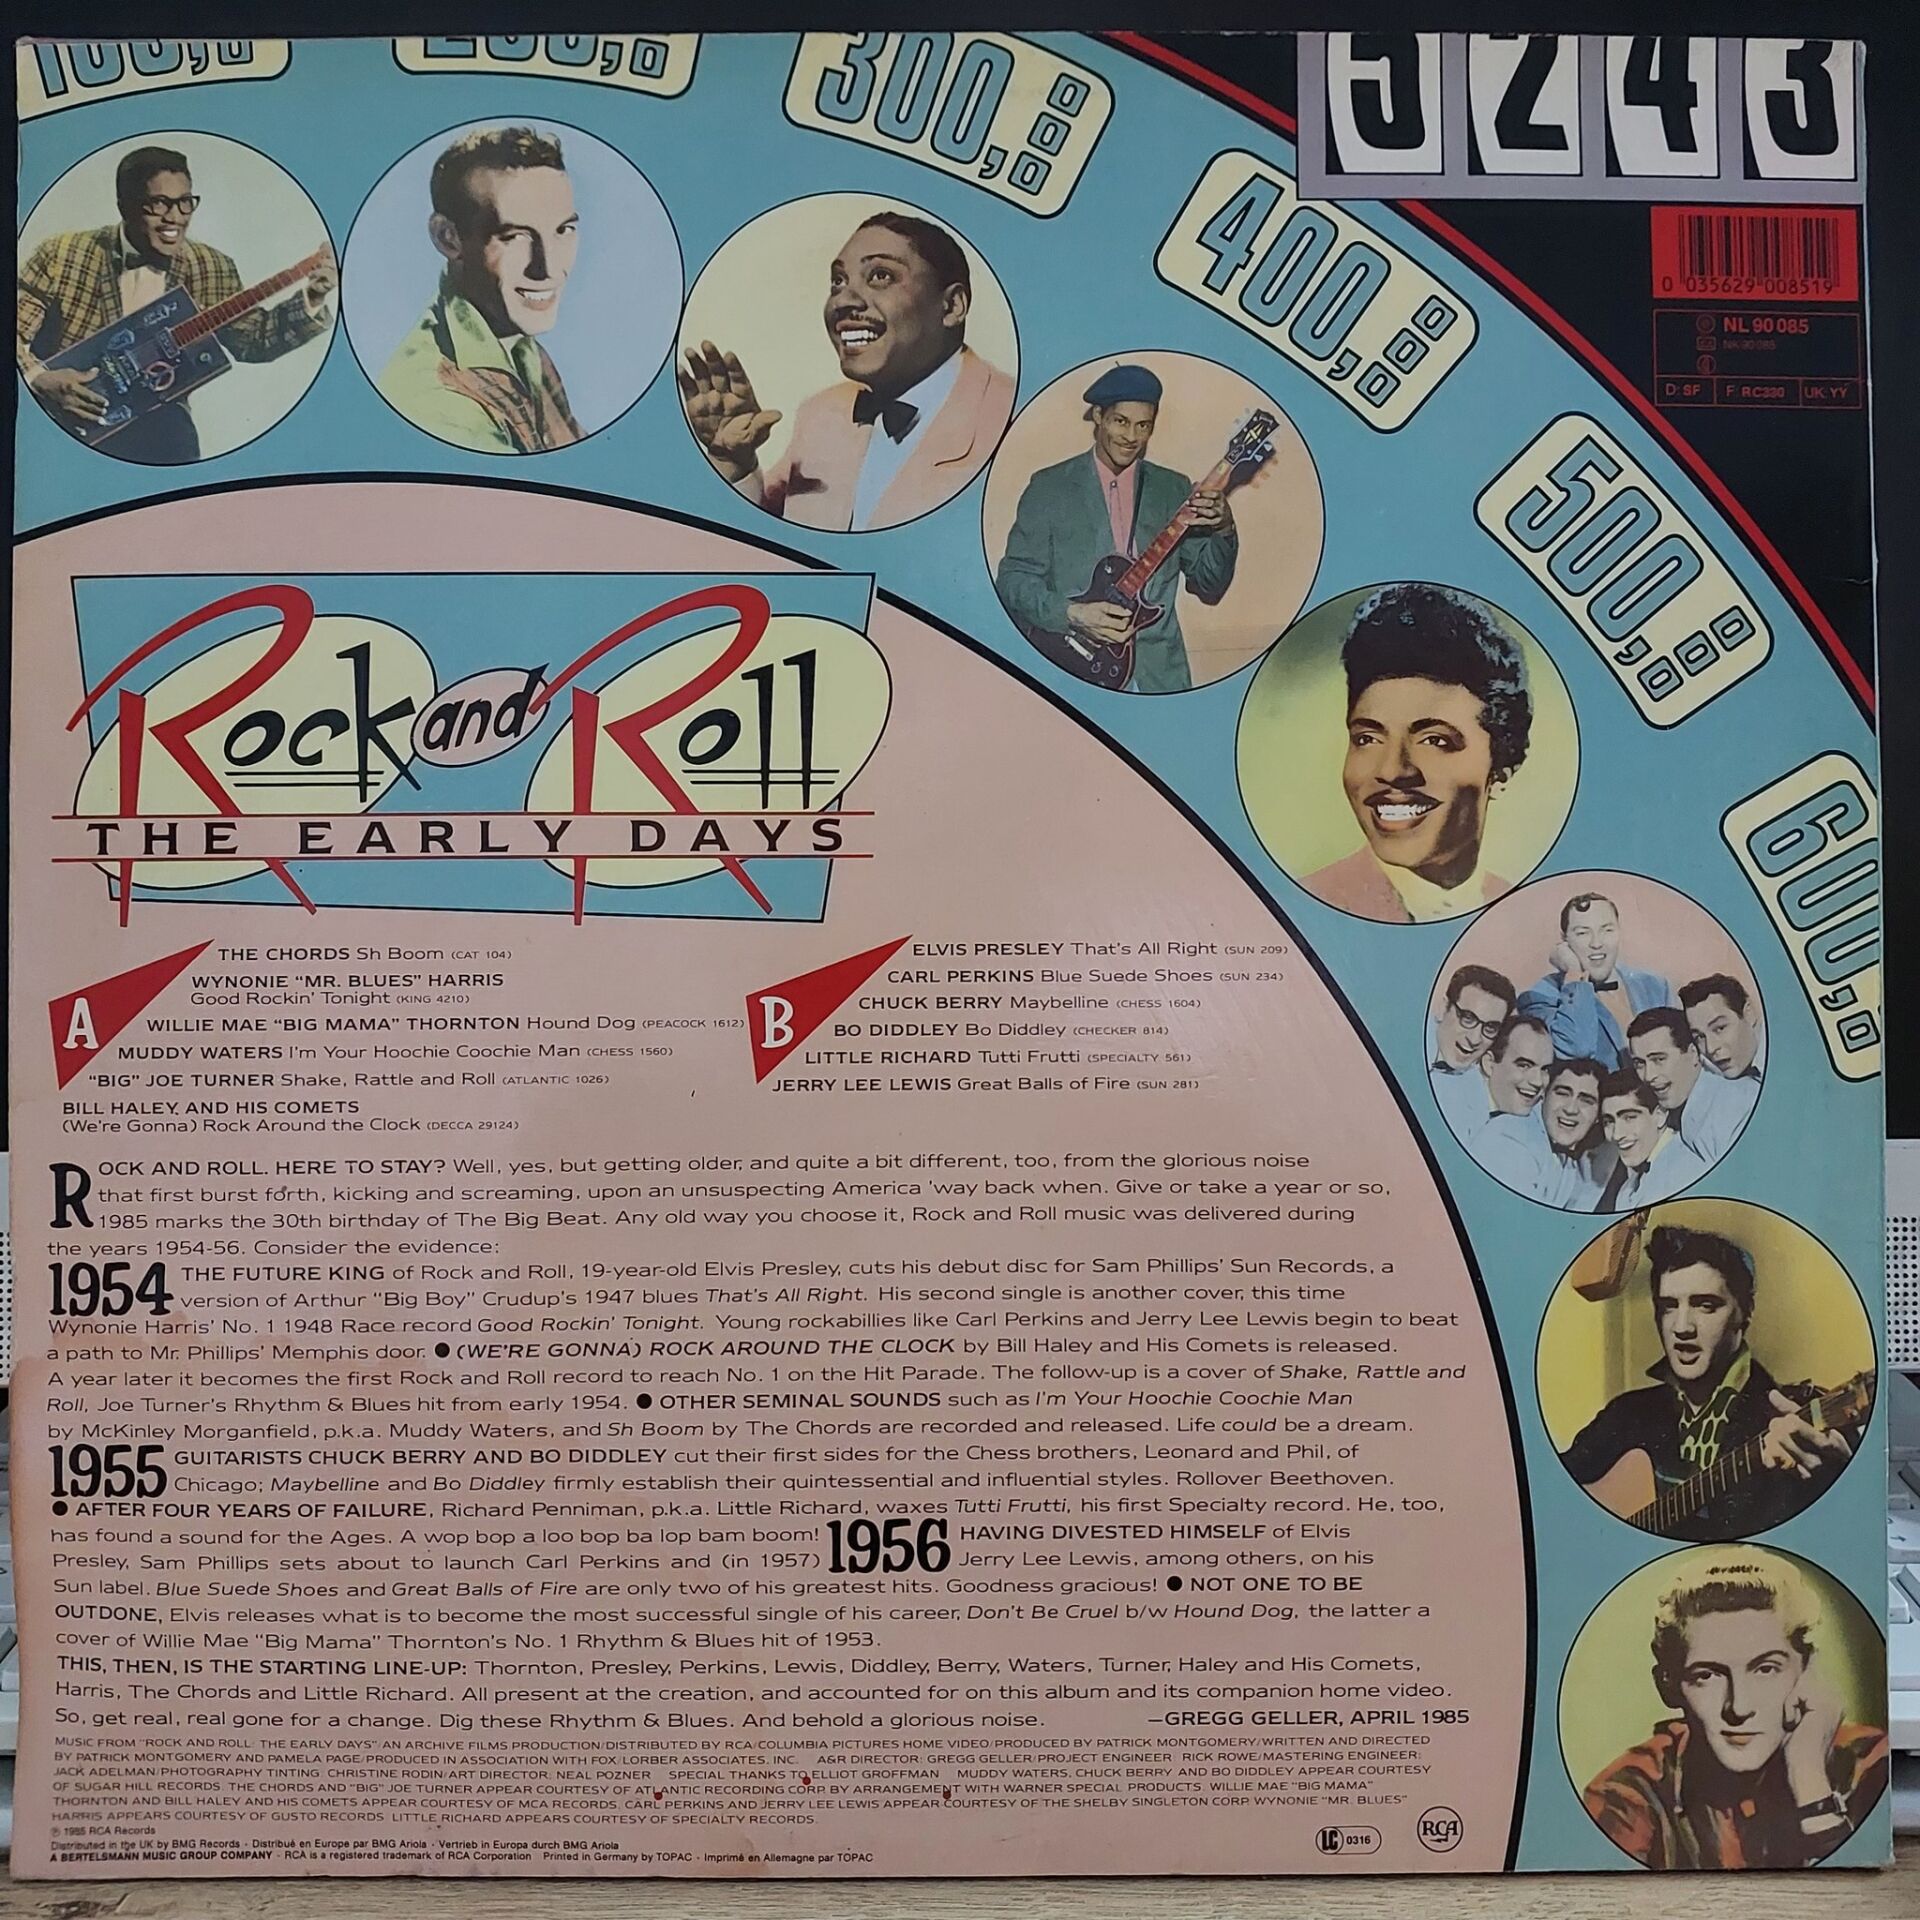 300,000
5243
400,000
500,000
0 035629 008519
NL 90 085
NK 90 085
D: SF F: RC330 UK: YY
Rock and Roll
THE EARLY DAYS
A
THE CHORDS Sh Boom (CAT 104)
WYNONIE "MR. BLUES" HARRIS
Good Rockin' Tonight (KING 4210)
WILLIE MAE "BIG MAMA" THORNTON Hound Dog (PEACOCK 1612)
MUDDY WATERS I'm Your Hoochie Coochie Man (CHESS 1560)
"BIG" JOE TURNER Shake, Rattle and Roll (ATLANTIC 1026)
BILL HALEY AND HIS COMETS
(We're Gonna) Rock Around the Clock (DECCA 29124)
B
ELVIS PRESLEY That's All Right (SUN 209)
CARL PERKINS Blue Suede Shoes (SUN 234)
CHUCK BERRY Maybelline (CHESS 1604)
BO DIDDLEY Bo Diddley (CHECKER 814)
LITTLE RICHARD Tutti Frutti (SPECIALTY 561)
JERRY LEE LEWIS Great Balls of Fire (SUN 281)
ROCK AND ROLL. HERE TO STAY? Well, yes, but getting older, and quite a bit different, too, from the glorious noise
that first burst forth, kicking and screaming, upon an unsuspecting America 'way back when. Give or take a year or so,
1985 marks the 30th birthday of The Big Beat. Any old way you choose it, Rock and Roll music was delivered during
the years 1954-56. Consider the evidence:
1954 THE FUTURE KING of Rock and Roll, 19-year-old Elvis Presley, cuts his debut disc for Sam Phillips' Sun Records, a
version of Arthur "Big Boy" Crudup's 1947 blues That's All Right. His second single is another cover, this time
Wynonie Harris' No. 1 1948 Race record Good Rockin' Tonight. Young rockabillies like Carl Perkins and Jerry Lee Lewis begin to beat
a path to Mr. Phillips' Memphis door. ● (WE'RE GONNA) ROCK AROUND THE CLOCK by Bill Haley and His Comets is released.
A year later it becomes the first Rock and Roll record to reach No. 1 on the Hit Parade. The follow-up is a cover of Shake, Rattle and
Roll, Joe Turner's Rhythm & Blues hit from early 1954. ● OTHER SEMINAL SOUNDS such as I'm Your Hoochie Coochie Man
by McKinley Morganfield, p.k.a. Muddy Waters, and Sh Boom by The Chords are recorded and released. Life could be a dream.
1955 GUITARISTS CHUCK BERRY AND BO DIDDLEY cut their first sides for the Chess brothers, Leonard and Phil, of
Chicago; Maybelline and Bo Diddley firmly establish their quintessential and influential styles. Rollover Beethoven.
● AFTER FOUR YEARS OF FAILURE, Richard Penniman, p.k.a. Little Richard, waxes Tutti Frutti, his first Specialty record. He, too,
has found a sound for the Ages. A wop bop a loo bop ba lop bam boom! 1956 HAVING DIVESTED HIMSELF of Elvis
Presley, Sam Phillips sets about to launch Carl Perkins and (in 1957) Jerry Lee Lewis, among others, on his
Sun label. Blue Suede Shoes and Great Balls of Fire are only two of his greatest hits. Goodness gracious! ● NOT ONE TO BE
OUTDONE, Elvis releases what is to become the most successful single of his career, Don't Be Cruel b/w Hound Dog, the latter a
cover of Willie Mae "Big Mama" Thornton's No. 1 Rhythm & Blues hit of 1953.
THIS, THEN, IS THE STARTING LINE-UP: Thornton, Presley, Perkins, Lewis, Diddley, Berry, Waters, Turner, Haley and His Comets,
Harris, The Chords and Little Richard. All present at the creation, and accounted for on this album and its companion home video.
So, get real, real gone for a change. Dig these Rhythm & Blues. And behold a glorious noise. —GREGG GELLER, APRIL 1985
MUSIC FROM "ROCK AND ROLL: THE EARLY DAYS"/AN ARCHIVE FILMS PRODUCTION/DISTRIBUTED BY RCA/COLUMBIA PICTURES HOME VIDEO/PRODUCED BY PATRICK MONTGOMERY/WRITTEN AND DIRECTED
BY PATRICK MONTGOMERY AND PAMELA PAGE/PRODUCED IN ASSOCIATION WITH FOX/LORBER ASSOCIATES, INC. A&R DIRECTOR: GREGG GELLER/PROJECT ENGINEER: RICK ROWE/MASTERING ENGINEER:
JACK ADELMAN/PHOTOGRAPHY TINTING: CHRISTINE RODIN/ART DIRECTOR: NEAL POZNER SPECIAL THANKS TO ELLIOT GROFFMAN MUDDY WATERS, CHUCK BERRY AND BO DIDDLEY APPEAR COURTESY
OF SUGAR HILL RECORDS. THE CHORDS AND "BIG" JOE TURNER APPEAR COURTESY OF ATLANTIC RECORDING CORP. BY ARRANGEMENT WITH WARNER SPECIAL PRODUCTS. WILLIE MAE "BIG MAMA"
THORNTON AND BILL HALEY AND HIS COMETS APPEAR COURTESY OF MCA RECORDS. CARL PERKINS AND JERRY LEE LEWIS APPEAR COURTESY OF THE SHELBY SINGLETON CORP. WYNONIE "MR. BLUES"
HARRIS APPEARS COURTESY OF GUSTO RECORDS. LITTLE RICHARD APPEARS COURTESY OF SPECIALTY RECORDS.
℗ 1985 RCA Records
Distributed in the UK by BMG Records · Distribué en Europe par BMG Ariola · Vertrieb in Europa durch BMG Ariola
A BERTELSMANN MUSIC GROUP COMPANY · RCA is a registered trademark of RCA Corporation Printed in Germany by TOPAC · Imprimé en Allemagne par TOPAC
LC 0316
RCA